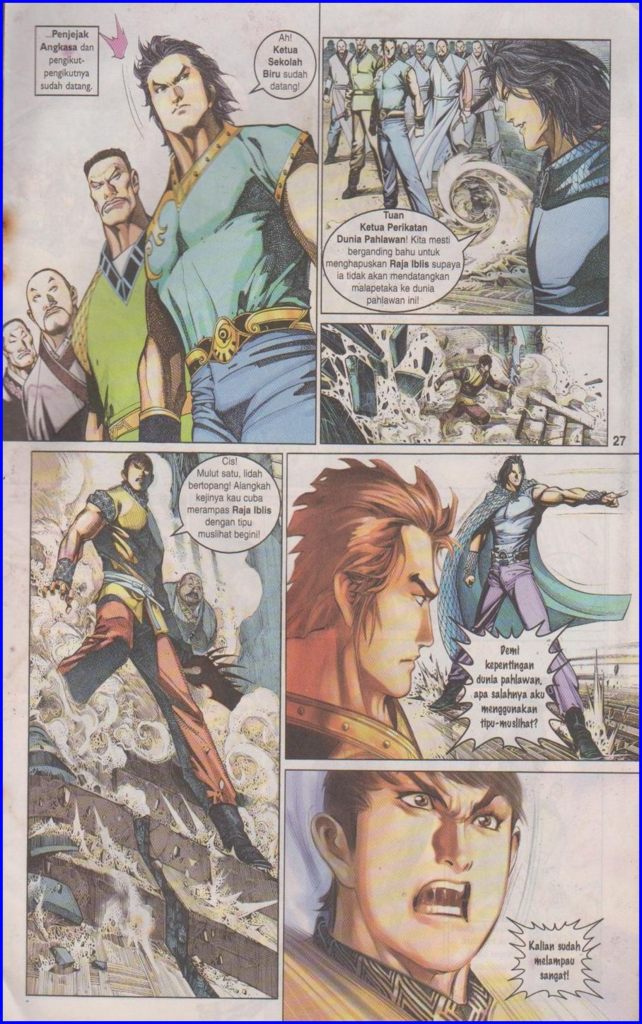 ...Penjejak
Angkasa dan
pengikut-
pengikutnya
sudah datang.
Ah!
Ketua
Sekolah
Biru sudah
datang!
Tuan
Ketua Perikatan
Dunia Pahlawan! Kita
mesti
berganding bahu untuk
menghapuskan Raja Iblis supaya
ia tidak akan mendatangkan
malapetaka ke dunia
pahlawan ini!
27
Cis!
Mulut satu, lidah
bertopang! Alangkah
kejinya kau cuba
merampas Raja Iblis
dengan tipu
muslihat begini!
Demi
kepentingan
dunia pahlawan,
apa salahnya aku
menggunakan
tipu-muslihat?
Kalian sudah
melampau
sangat!